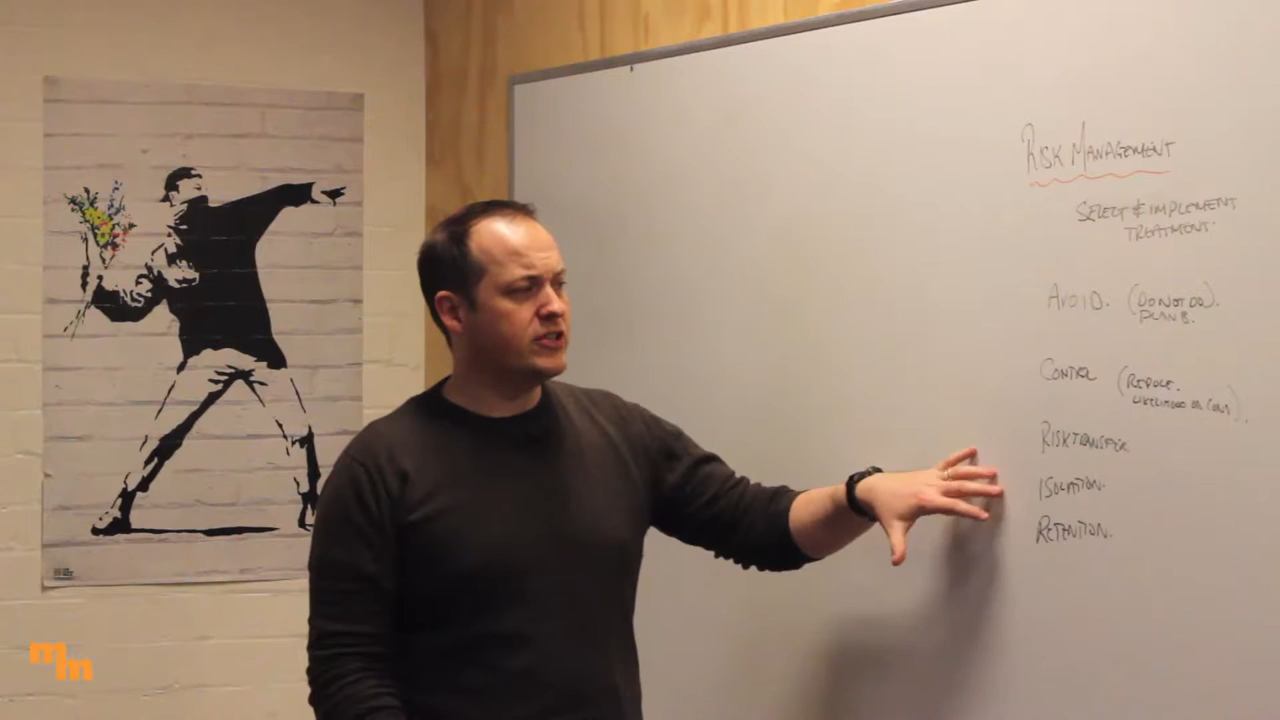 RISK MANAGEMENT
SELECT & IMPLEMENT
TREATMENT.
AVOID. (DO NOT DO).
PLAN B.
CONTROL (REDUCE.
LIKELIHOOD OR CONS).
RISK TRANSFER
ISOLATION.
RETENTION.
mm